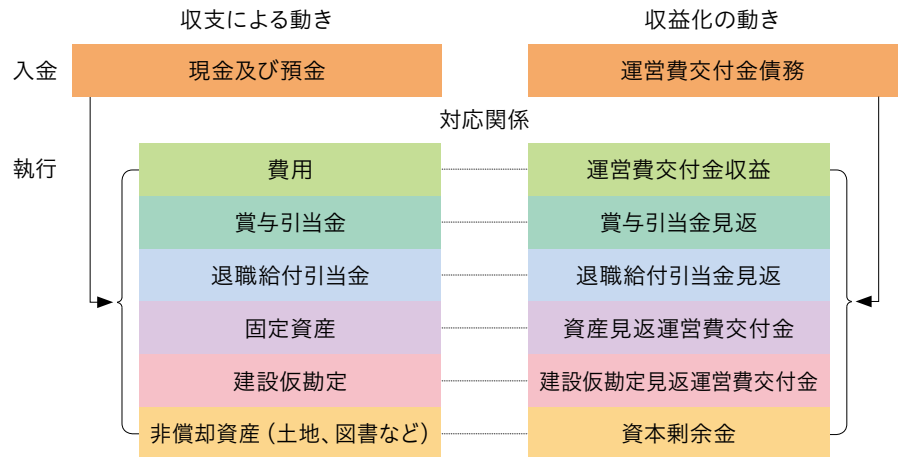 収支による動き
収益化の動き
入金
現金及び預金
運営費交付金債務
対応関係
執行
費用
運営費交付金収益
賞与引当金
賞与引当金見返
退職給付引当金
退職給付引当金見返
固定資産
資産見返運営費交付金
建設仮勘定
建設仮勘定見返運営費交付金
非償却資産（土地、図書など）
資本剰余金